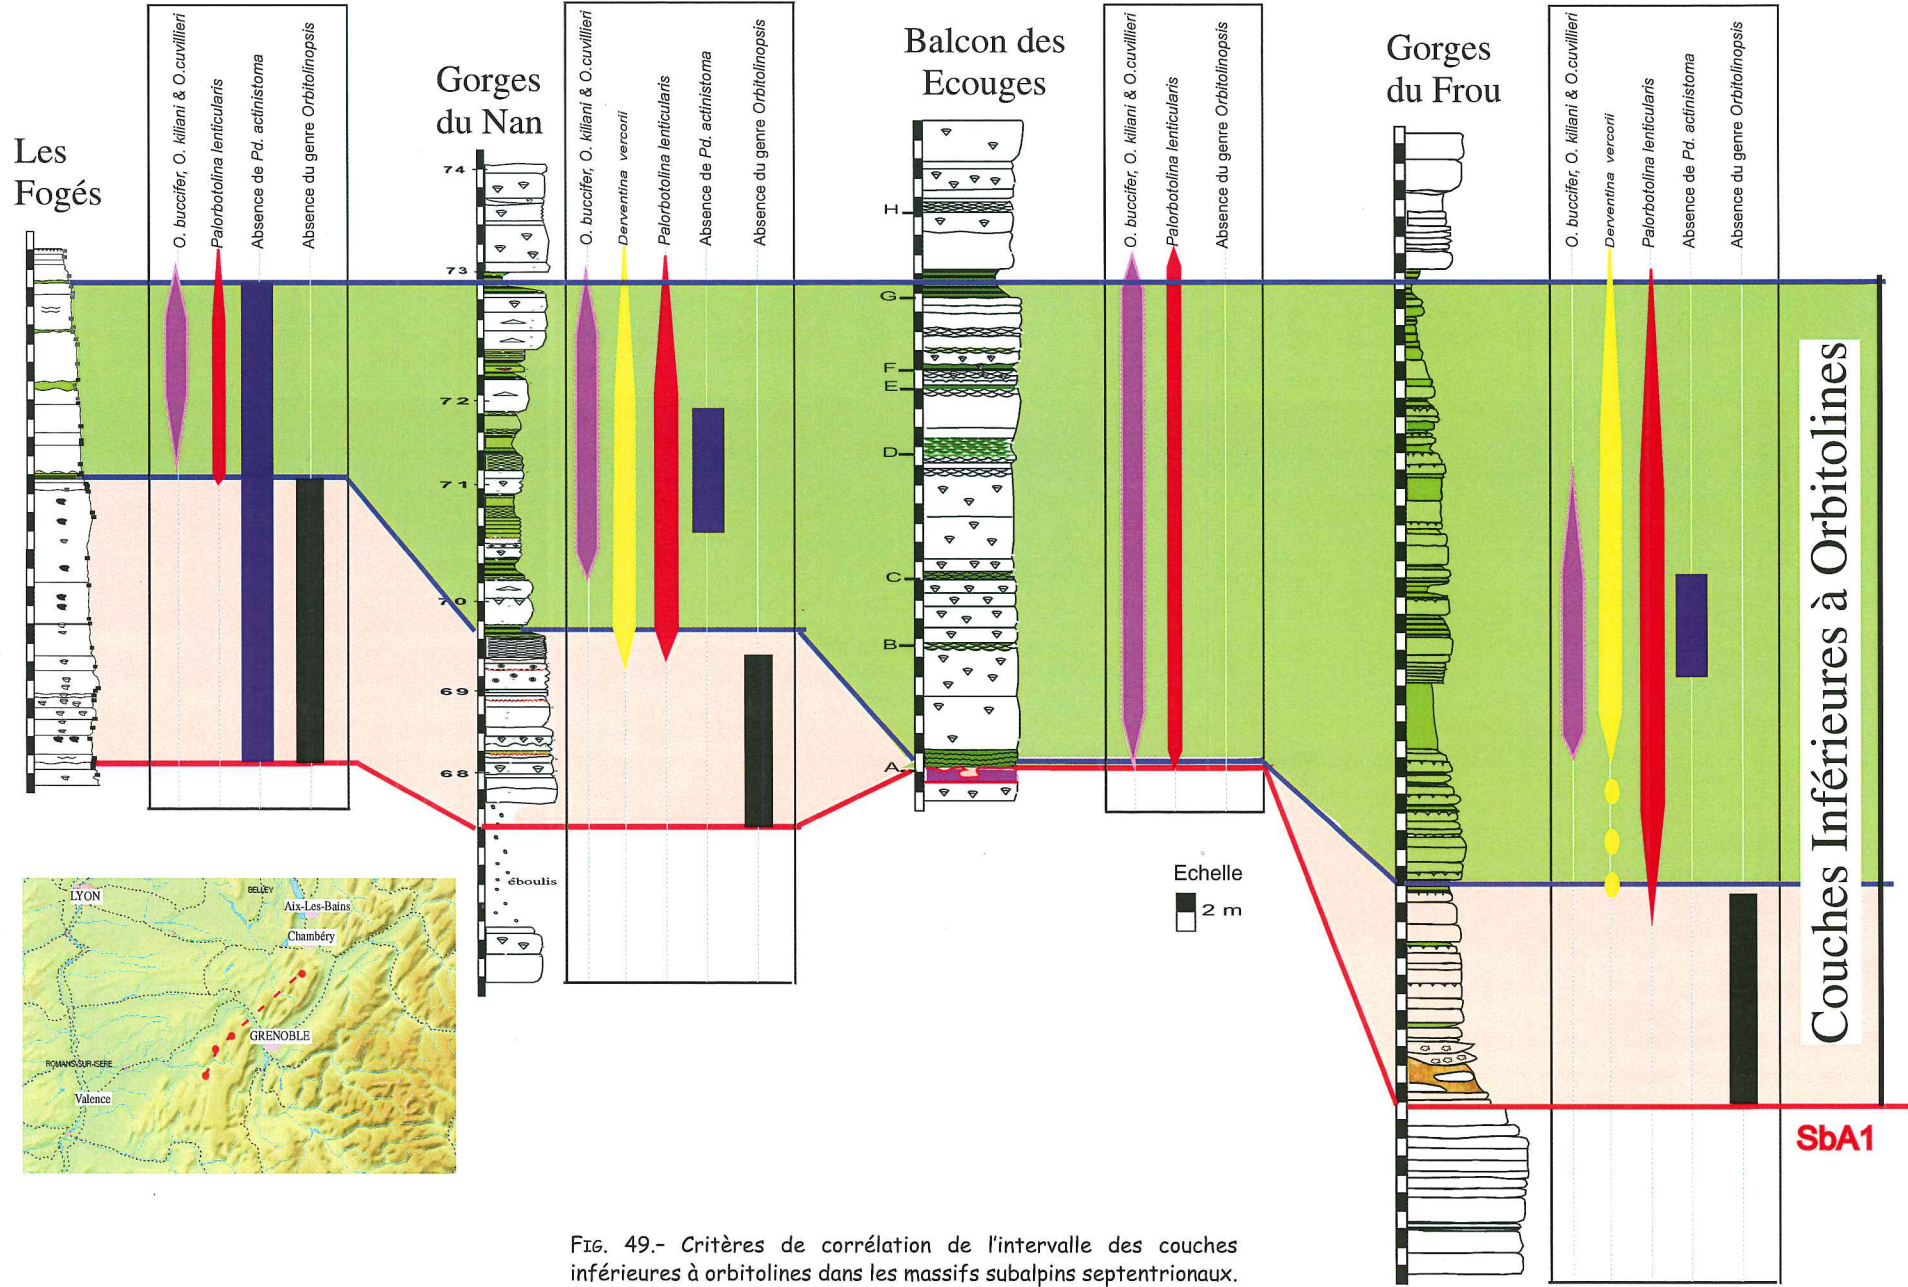 Les
Fogés
O. buccifer, O. kiliani & O.cuvillieri
Palorbotolina lenticularis
Absence de Pd. actinistoma
Absence du genre Orbitolinopsis
Gorges
du Nan
74
73
72
71
70
69
68
éboulis
O. buccifer, O. kiliani & O.cuvillieri
Derventina vercorii
Palorbotolina lenticularis
Absence de Pd. actinistoma
Absence du genre Orbitolinopsis
Balcon des
Ecouges
H
G
F
E
D
C
B
A
O. buccifer, O. kiliani & O.cuvillieri
Palorbotolina lenticularis
Absence du genre Orbitolinopsis
Gorges
du Frou
O. buccifer, O. kiliani & O.cuvillieri
Derventina vercorii
Palorbotolina lenticularis
Absence de Pd. actinistoma
Absence du genre Orbitolinopsis
Couches Inférieures à Orbitolines
SbA1
Echelle
2 m
LYON
BELLEY
Aix-Les-Bains
Chambéry
GRENOBLE
ROMANS-SUR-ISERE
Valence
FIG. 49.- Critères de corrélation de l'intervalle des couches
inférieures à orbitolines dans les massifs subalpins septentrionaux.